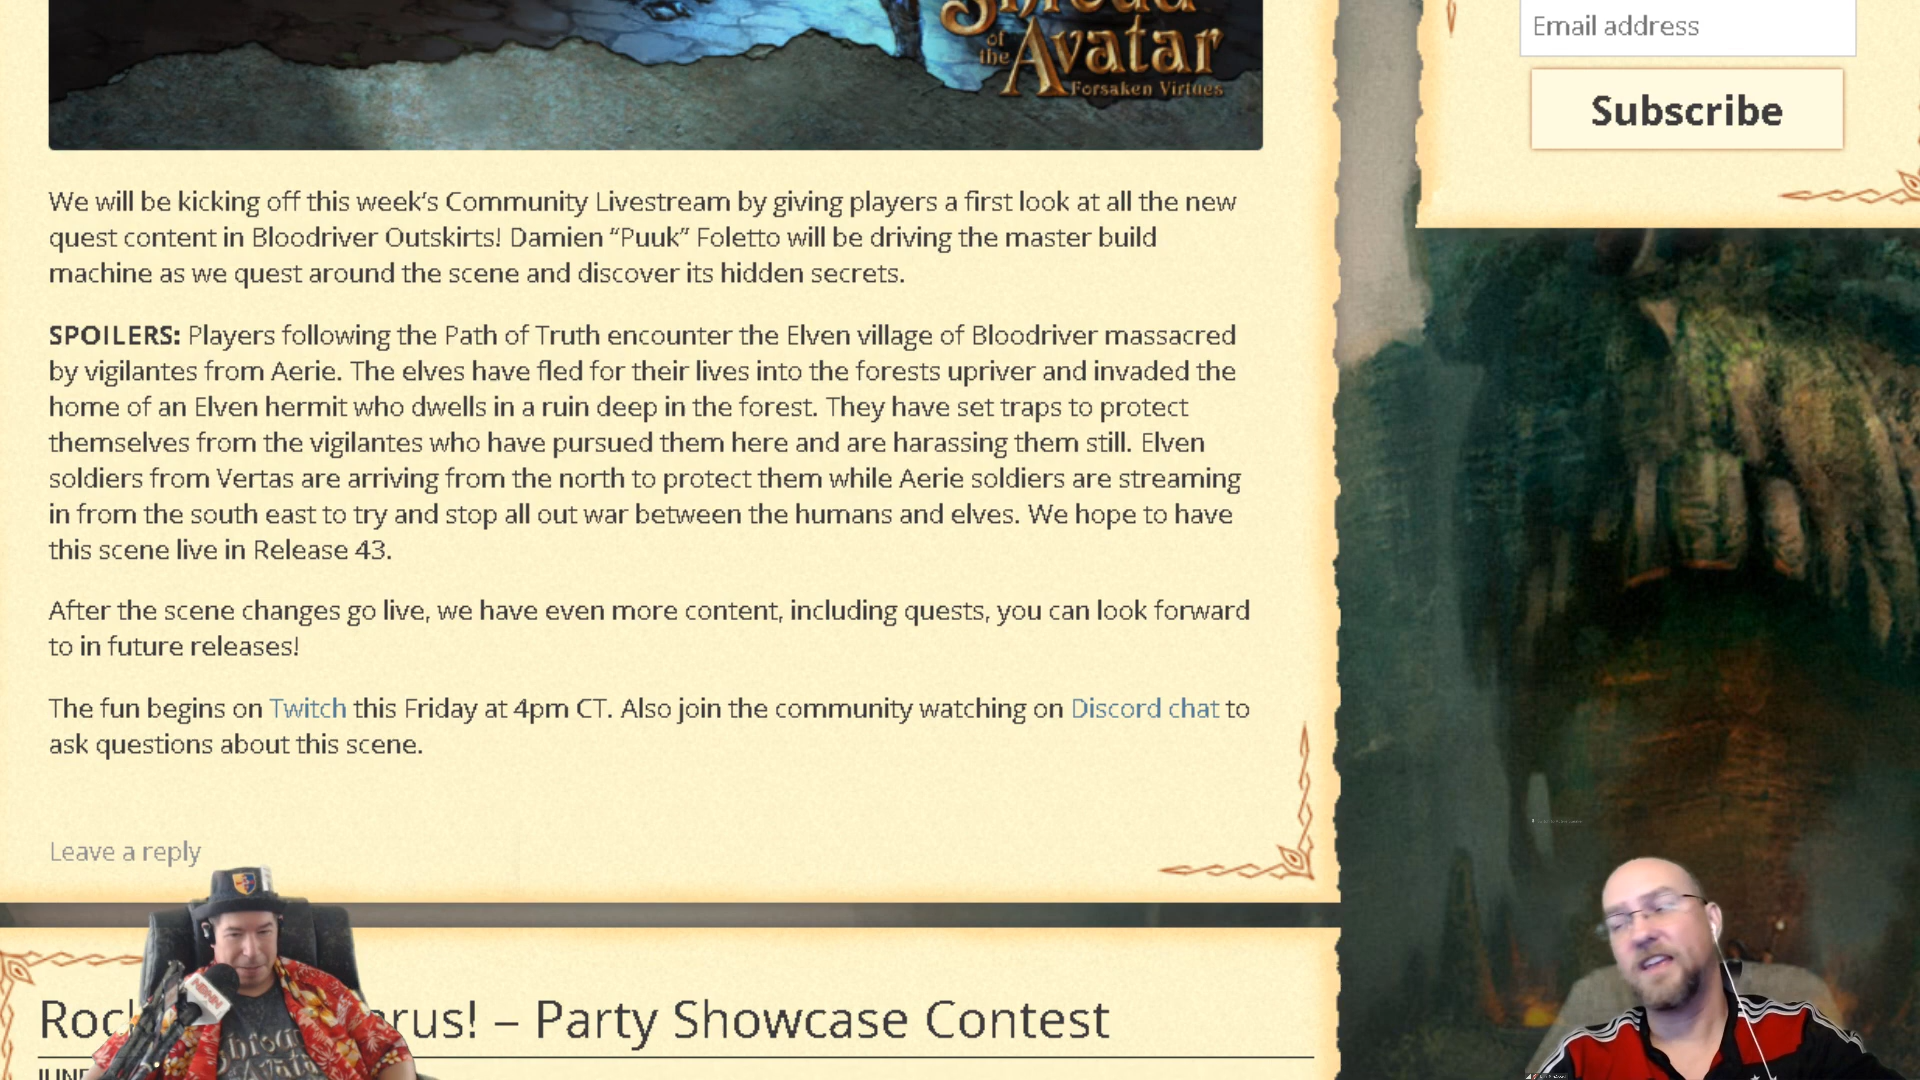 Shroud
of
the Avatar
Forsaken Virtues
Email address
Subscribe
We will be kicking off this week’s Community Livestream by giving players a first look at all the new
quest content in Bloodriver Outskirts! Damien “Puuk” Foletto will be driving the master build
machine as we quest around the scene and discover its hidden secrets.
SPOILERS: Players following the Path of Truth encounter the Elven village of Bloodriver massacred
by vigilantes from Aerie. The elves have fled for their lives into the forests upriver and invaded the
home of an Elven hermit who dwells in a ruin deep in the forest. They have set traps to protect
themselves from the vigilantes who have pursued them here and are harassing them still. Elven
soldiers from Vertas are arriving from the north to protect them while Aerie soldiers are streaming
in from the south east to try and stop all out war between the humans and elves. We hope to have
this scene live in Release 43.
After the scene changes go live, we have even more content, including quests, you can look forward
to in future releases!
The fun begins on Twitch this Friday at 4pm CT. Also join the community watching on Discord chat to
ask questions about this scene.
Leave a reply
arus! – Party Showcase Contest